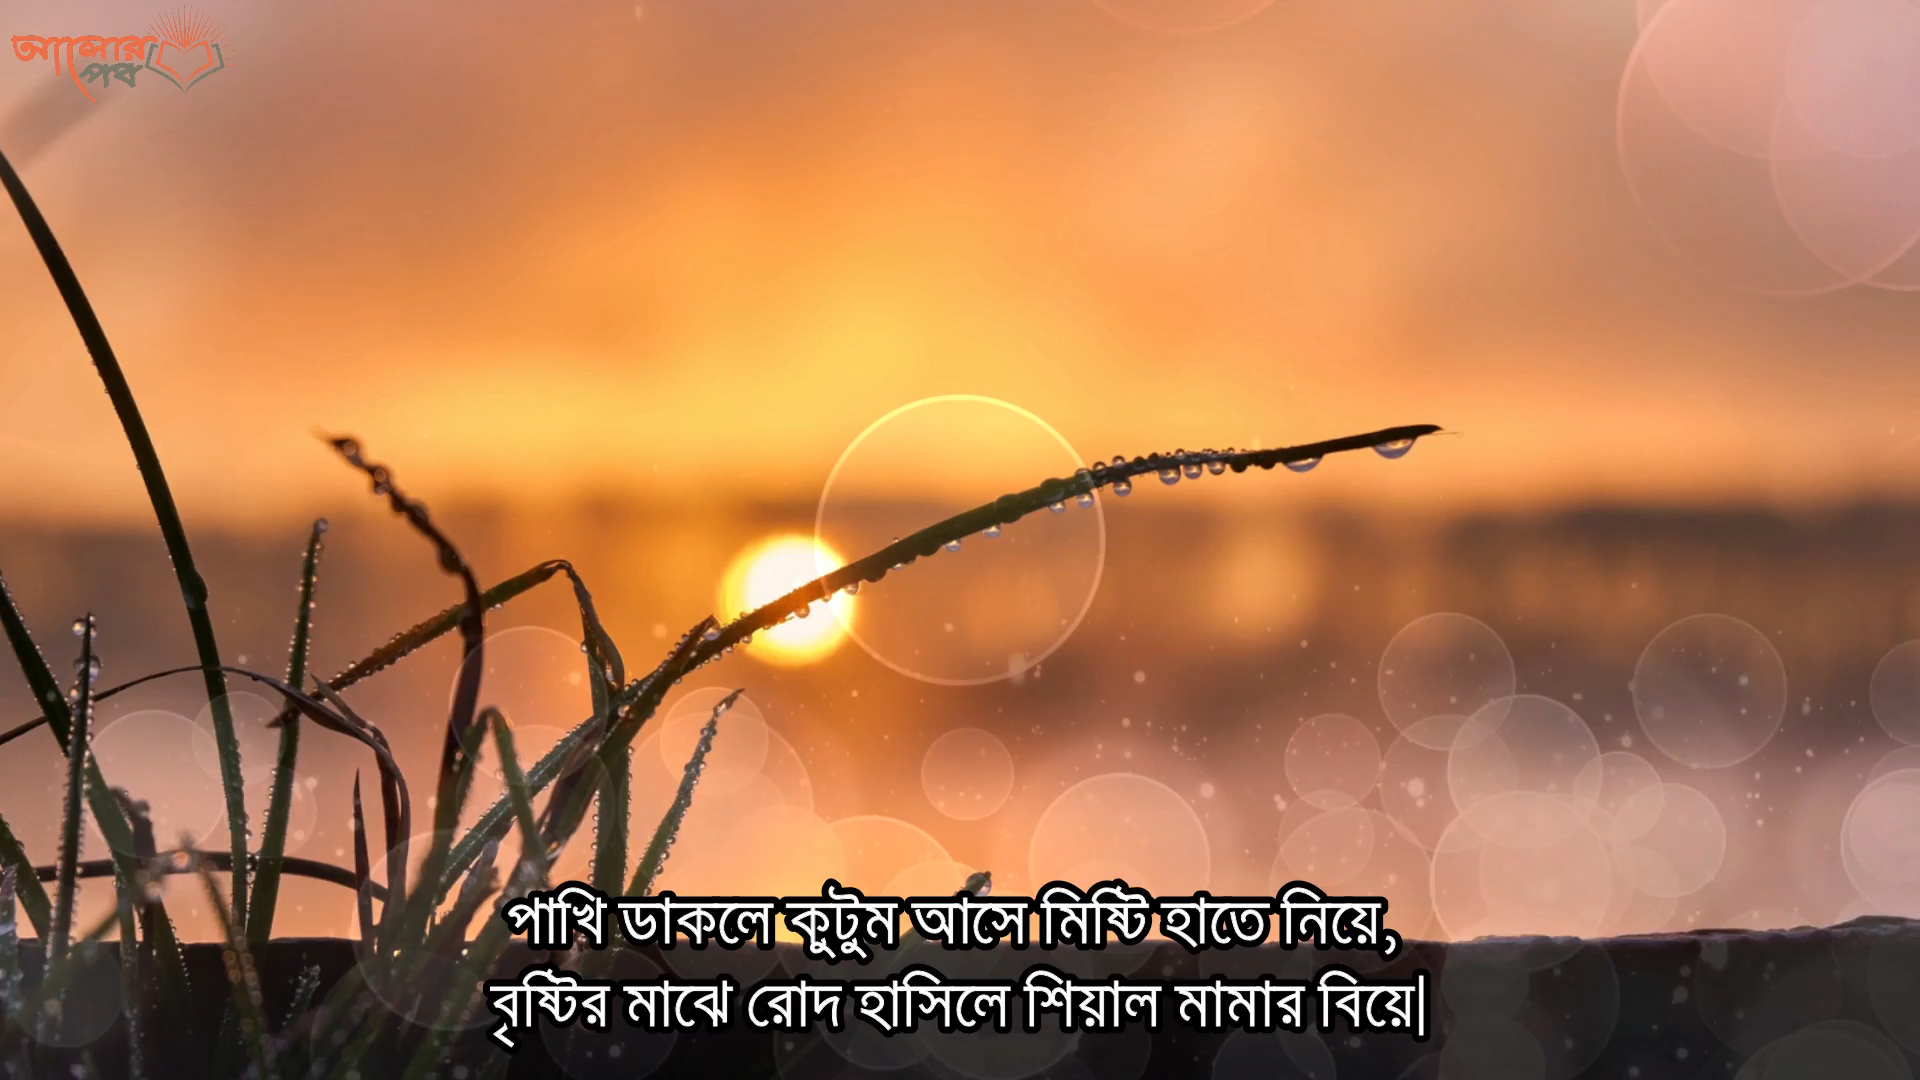 আলোর
পথ
পাখি ডাকলে কুটুম আসে মিষ্টি হাতে নিয়ে,
বৃষ্টির মাঝে রোদ হাসিলে শিয়াল মামার বিয়ে|